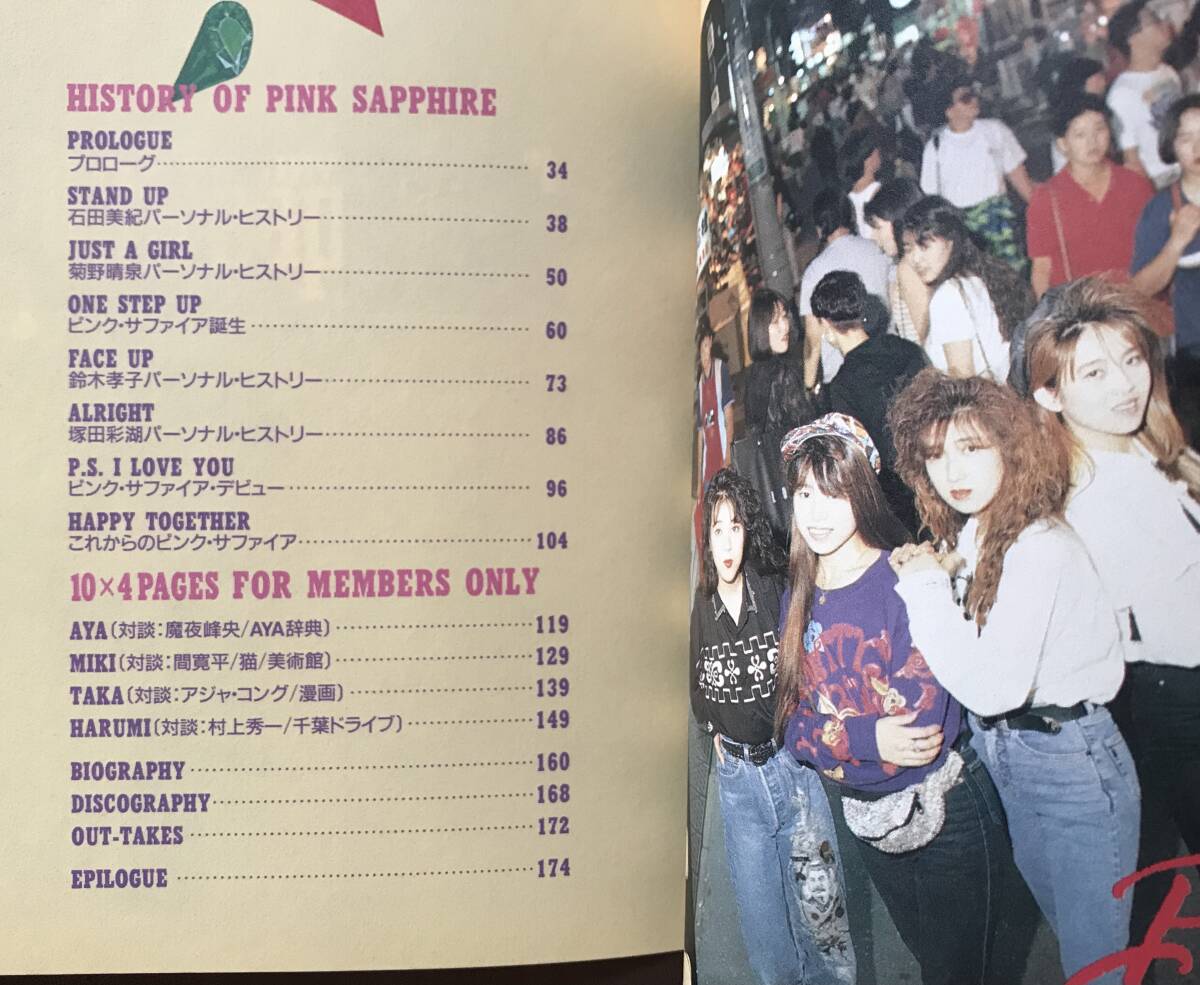 HISTORY OF PINK SAPPHIRE
PROLOGUE
プロローグ 34
STAND UP
石田美紀パーソナル・ヒストリー 38
JUST A GIRL
菊野晴泉パーソナル・ヒストリー 50
ONE STEP UP
ピンク・サファイア誕生 60
FACE UP
鈴木孝子パーソナル・ヒストリー 73
ALRIGHT
塚田彩湖パーソナル・ヒストリー 86
P.S. I LOVE YOU
ピンク・サファイア・デビュー 96
HAPPY TOGETHER
これからのピンク・サファイア 104
10×4 PAGES FOR MEMBERS ONLY
AYA〔対談：魔夜峰央/AYA辞典〕 119
MIKI〔対談：間寛平/猫/美術館〕 129
TAKA〔対談：アジャ・コング/漫画〕 139
HARUMI〔対談：村上秀一/千葉ドライブ〕 149
BIOGRAPHY 160
DISCOGRAPHY 168
OUT-TAKES 172
EPILOGUE 174